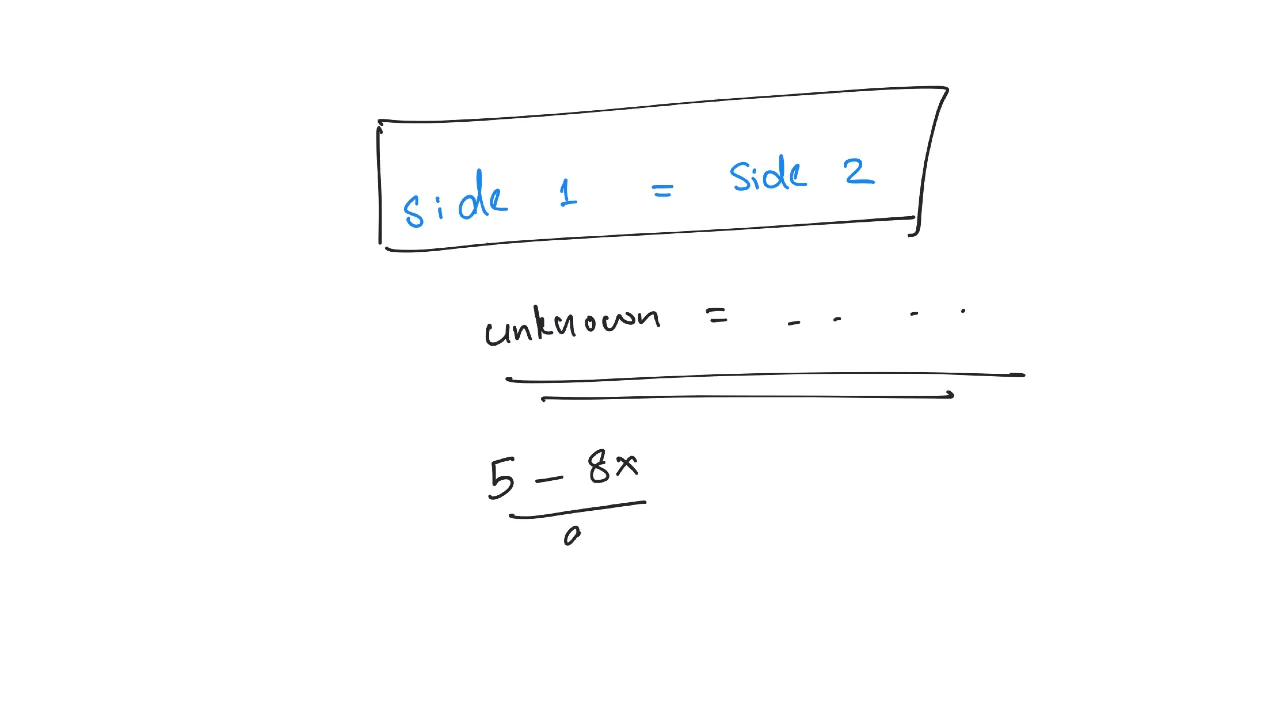 side 1 = side 2
unknown = - - - .
5 - 8x
0